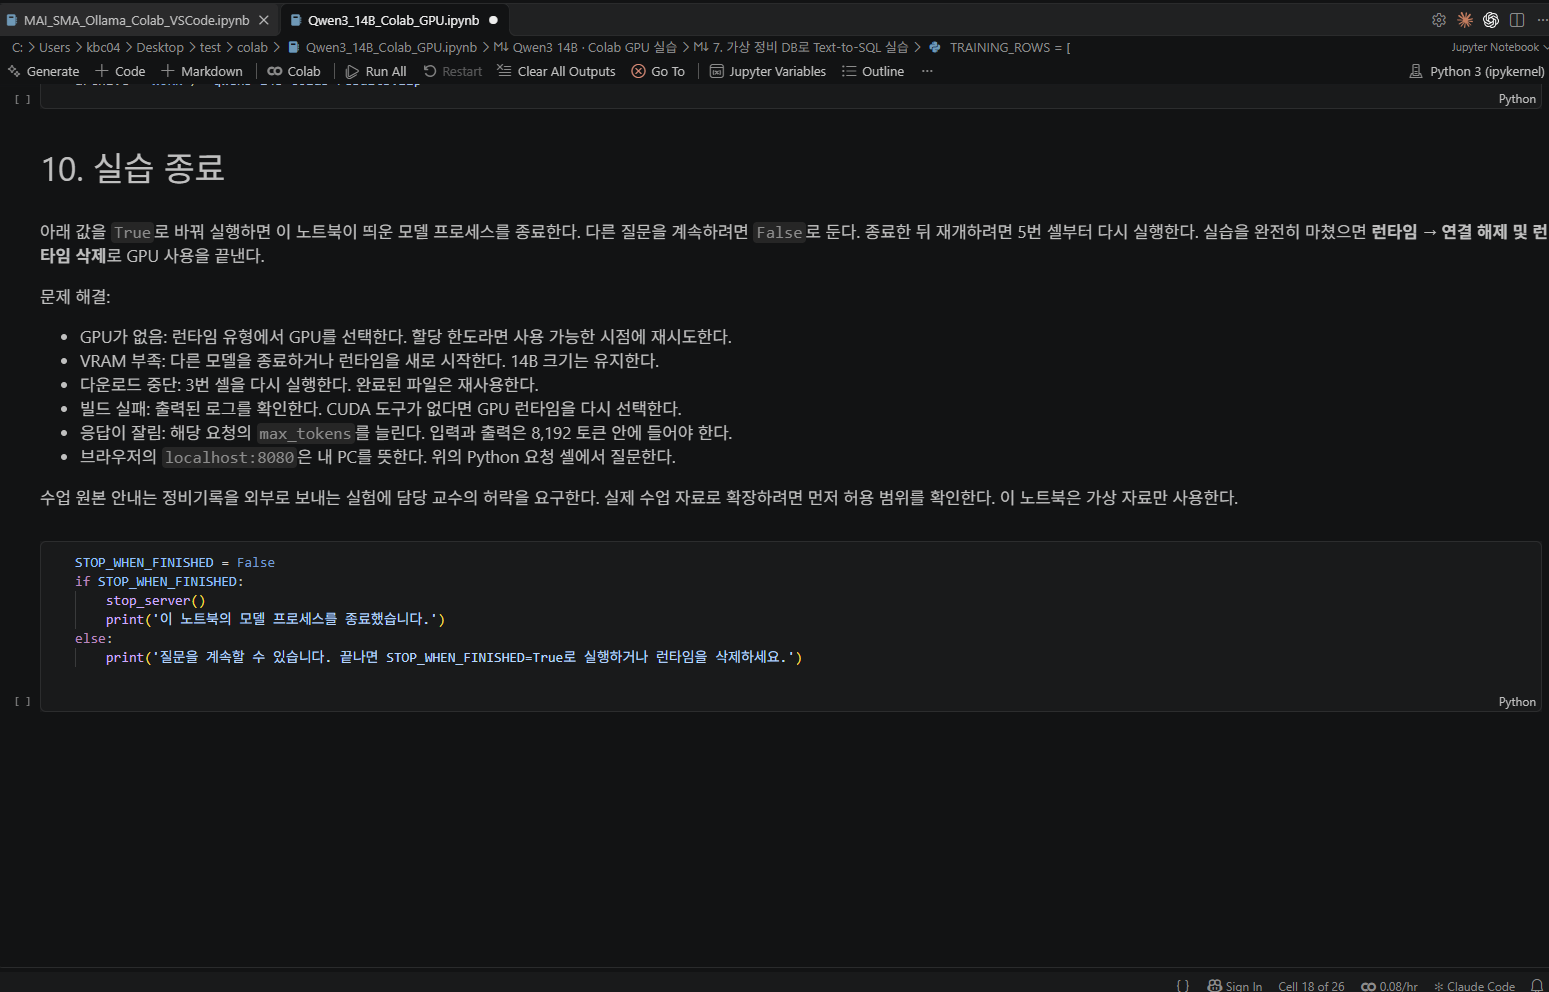 MAI_SMA_Ollama_Colab_VSCode.ipynb
Qwen3_14B_Colab_GPU.ipynb
C: > Users > kbc04 > Desktop > test > colab > Qwen3_14B_Colab_GPU.ipynb > M↓ Qwen3 14B · Colab GPU 실습 > M↓ 7. 가상 정비 DB로 Text-to-SQL 실습 > TRAINING_ROWS = [
Jupyter Notebook
Generate + Code + Markdown Colab Run All Restart Clear All Outputs Go To Jupyter Variables Outline ···
Python 3 (ipykernel)
[ ]
Python
10. 실습 종료
아래 값을 True로 바꿔 실행하면 이 노트북이 띄운 모델 프로세스를 종료한다. 다른 질문을 계속하려면 False로 둔다. 종료한 뒤 재개하려면 5번 셀부터 다시 실행한다. 실습을 완전히 마쳤으면 런타임 → 연결 해제 및 런
타임 삭제로 GPU 사용을 끝낸다.
문제 해결:
• GPU가 없음: 런타임 유형에서 GPU를 선택한다. 할당 한도라면 사용 가능한 시점에 재시도한다.
• VRAM 부족: 다른 모델을 종료하거나 런타임을 새로 시작한다. 14B 크기는 유지한다.
• 다운로드 중단: 3번 셀을 다시 실행한다. 완료된 파일은 재사용한다.
• 빌드 실패: 출력된 로그를 확인한다. CUDA 도구가 없다면 GPU 런타임을 다시 선택한다.
• 응답이 잘림: 해당 요청의 max_tokens를 늘린다. 입력과 출력은 8,192 토큰 안에 들어야 한다.
• 브라우저의 localhost:8080은 내 PC를 뜻한다. 위의 Python 요청 셀에서 질문한다.
수업 원본 안내는 정비기록을 외부로 보내는 실험에 담당 교수의 허락을 요구한다. 실제 수업 자료로 확장하려면 먼저 허용 범위를 확인한다. 이 노트북은 가상 자료만 사용한다.
STOP_WHEN_FINISHED = False
if STOP_WHEN_FINISHED:
    stop_server()
    print('이 노트북의 모델 프로세스를 종료했습니다.')
else:
    print('질문을 계속할 수 있습니다. 끝나면 STOP_WHEN_FINISHED=True로 실행하거나 런타임을 삭제하세요.')
[ ]
Python
{ } Sign In Cell 18 of 26 0.08/hr Claude Code